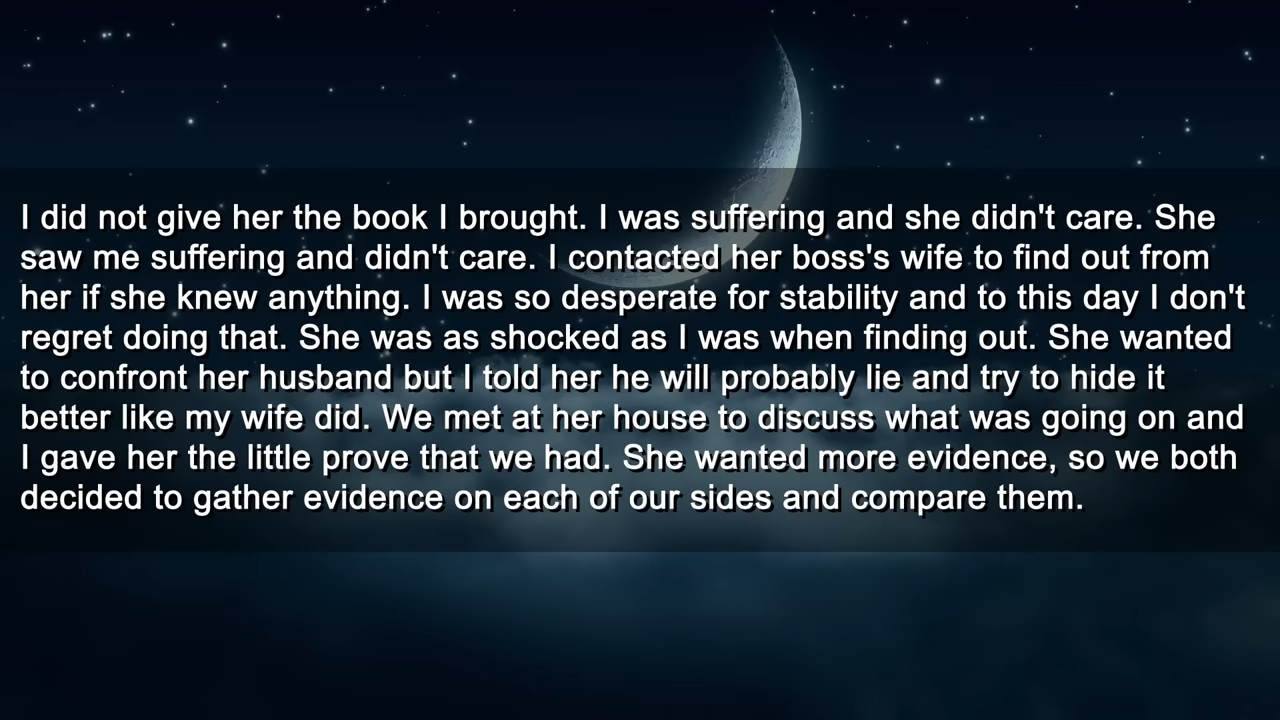 I did not give her the book I brought. I was suffering and she didn't care. She
saw me suffering and didn't care. I contacted her boss's wife to find out from
her if she knew anything. I was so desperate for stability and to this day I don't
regret doing that. She was as shocked as I was when finding out. She wanted
to confront her husband but I told her he will probably lie and try to hide it
better like my wife did. We met at her house to discuss what was going on and
I gave her the little prove that we had. She wanted more evidence, so we both
decided to gather evidence on each of our sides and compare them.